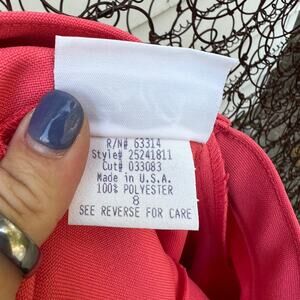 R/N# 63314
Style# 25241811
Cut# 033083
Made in U.S.A.
100% POLYESTER
8
SEE REVERSE FOR CARE